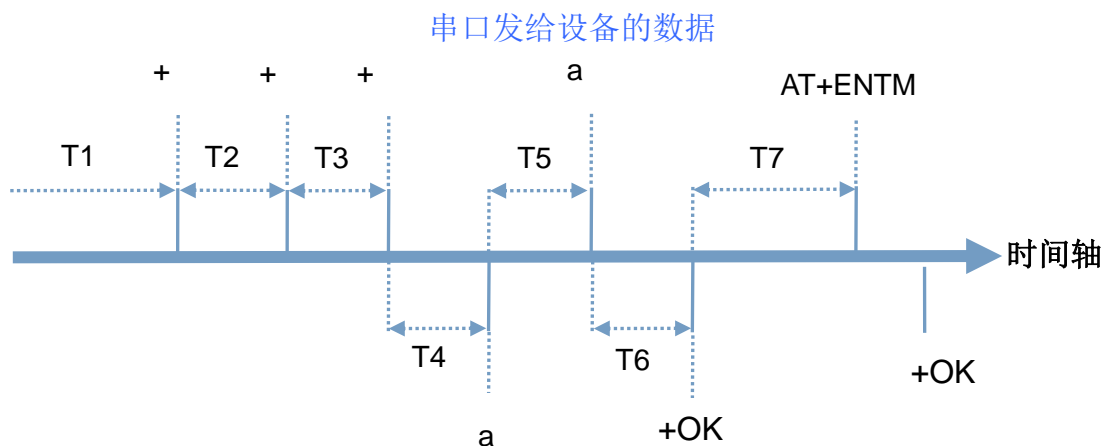 串口发给设备的数据
+ + + a AT+ENTM
T1 T2 T3 T5 T7
时间轴
T4 T6 +OK
a +OK